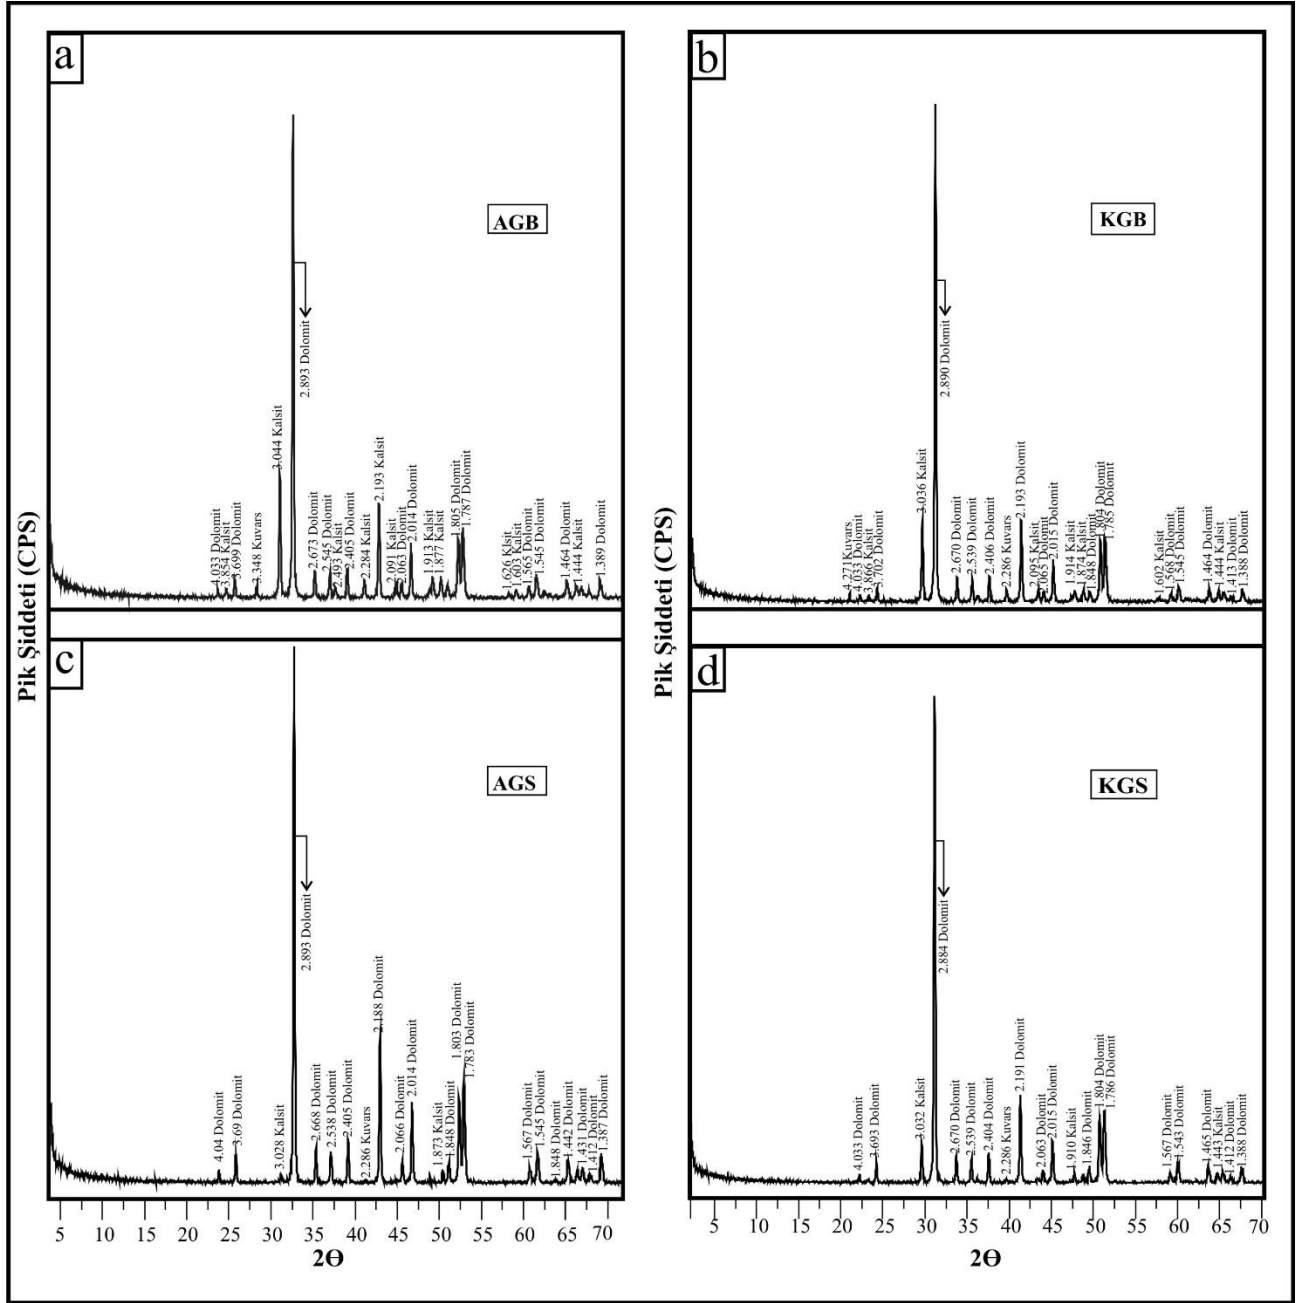 a
AGB
4.033 Dolomit
3.854 Kalsit
3.699 Dolomit
3.348 Kuvars
3.044 Kalsit
2.893 Dolomit
2.673 Dolomit
2.545 Dolomit
2.493 Kalsit
2.405 Dolomit
2.284 Kalsit
2.193 Kalsit
2.091 Kalsit
2.063 Dolomit
2.014 Dolomit
1.913 Kalsit
1.877 Kalsit
1.805 Dolomit
1.787 Dolomit
1.626 Klsit
1.603 Kalsit
1.565 Dolomit
1.545 Dolomit
1.464 Dolomit
1.444 Kalsit
1.389 Dolomit
b
KGB
4.271Kuvars
4.033 Dolomit
3.866 Kalsit
3.702 Dolomit
3.036 Kalsit
2.890 Dolomit
2.670 Dolomit
2.539 Dolomit
2.406 Dolomit
2.286 Kuvars
2.193 Dolomit
2.095 Kalsit
2.065 Dolomit
2.015 Dolomit
1.914 Kalsit
1.874 Kalsit
1.848 Dolomit
1.804 Dolomit
1.785 Dolomit
1.602 Kalsit
1.568 Dolomit
1.545 Dolomit
1.464 Dolomit
1.444 Kalsit
1.413 Dolomit
1.388 Dolomit
Pik Şiddeti (CPS)
Pik Şiddeti (CPS)
c
AGS
4.04 Dolomit
3.69 Dolomit
3.028 Kalsit
2.893 Dolomit
2.668 Dolomit
2.538 Dolomit
2.405 Dolomit
2.286 Kuvars
2.188 Dolomit
2.066 Dolomit
2.014 Dolomit
1.873 Kalsit
1.848 Dolomit
1.803 Dolomit
1.783 Dolomit
1.567 Dolomit
1.545 Dolomit
1.848 Dolomit
1.442 Dolomit
1.431 Dolomit
1.412 Dolomit
1.387 Dolomit
5 10 15 20 25 30 35 40 45 50 55 60 65 70
2Ɵ
d
KGS
4.033 Dolomit
3.693 Dolomit
3.032 Kalsit
2.884 Dolomit
2.670 Dolomit
2.539 Dolomit
2.404 Dolomit
2.286 Kuvars
2.191 Dolomit
2.063 Dolomit
2.015 Dolomit
1.910 Kalsit
1.846 Dolomit
1.804 Dolomit
1.786 Dolomit
1.567 Dolomit
1.543 Dolomit
1.465 Dolomit
1.443 Kalsit
1.412 Dolomit
1.388 Dolomit
5 10 15 20 25 30 35 40 45 50 55 60 65 70
2Ɵ